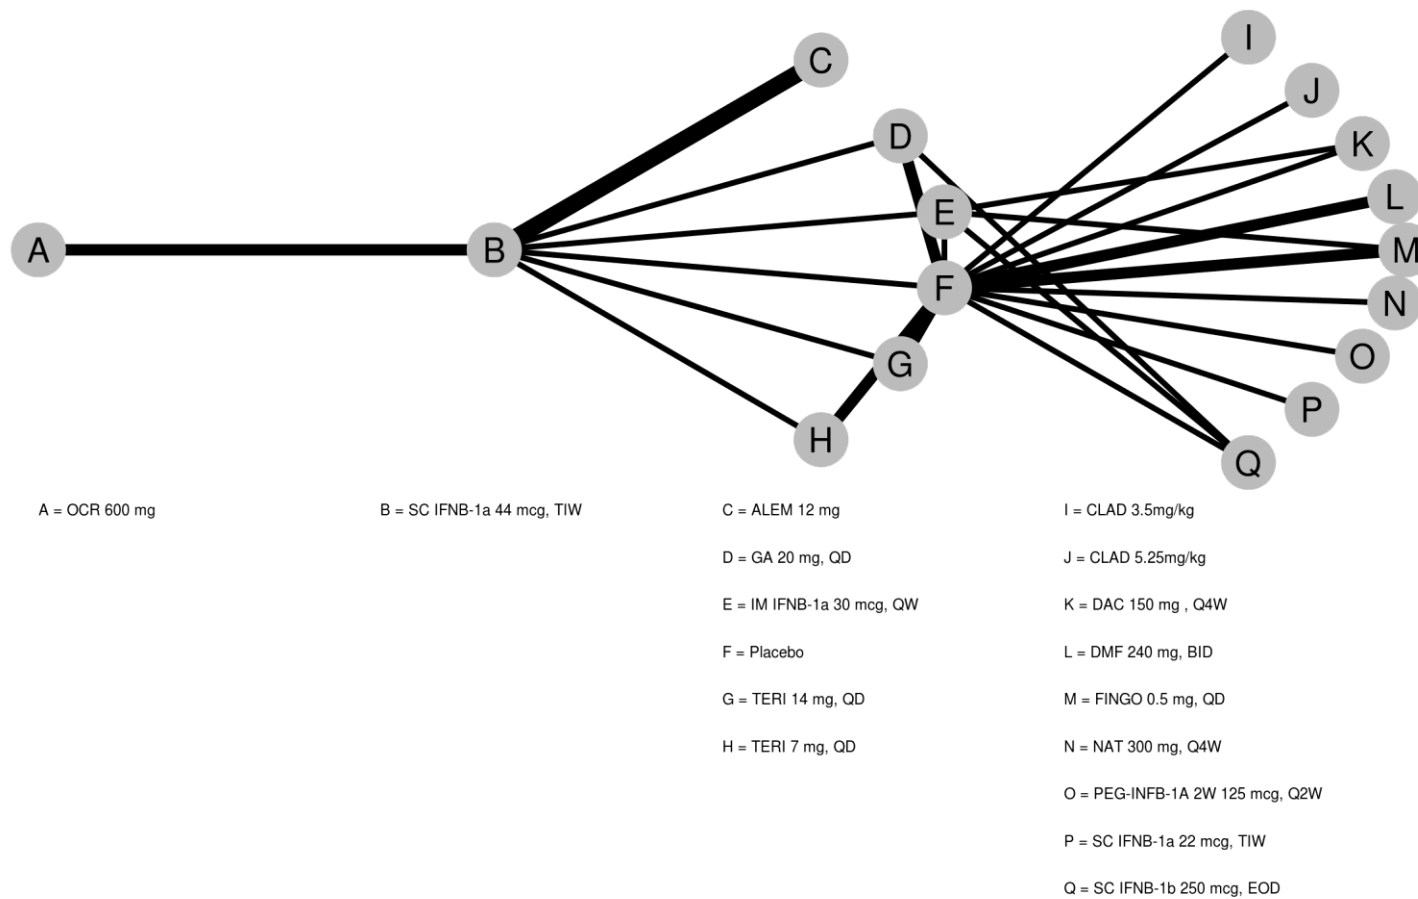 I
C
J
D
K
L
E
A
B
M
F
N
O
G
P
H
Q
A = OCR 600 mg
B = SC IFNB-1a 44 mcg, TIW
C = ALEM 12 mg
D = GA 20 mg, QD
E = IM IFNB-1a 30 mcg, QW
F = Placebo
G = TERI 14 mg, QD
H = TERI 7 mg, QD
I = CLAD 3.5mg/kg
J = CLAD 5.25mg/kg
K = DAC 150 mg , Q4W
L = DMF 240 mg, BID
M = FINGO 0.5 mg, QD
N = NAT 300 mg, Q4W
O = PEG-INFB-1A 2W 125 mcg, Q2W
P = SC IFNB-1a 22 mcg, TIW
Q = SC IFNB-1b 250 mcg, EOD